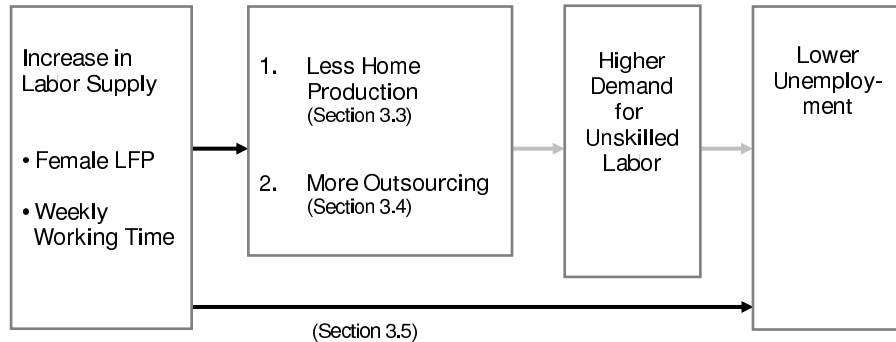 Increase in
Labor Supply
• Female LFP
• Weekly
Working Time
1. Less Home
Production
(Section 3.3)
2. More Outsourcing
(Section 3.4)
Higher
Demand
for
Unskilled
Labor
Lower
Unemploy-
ment
(Section 3.5)